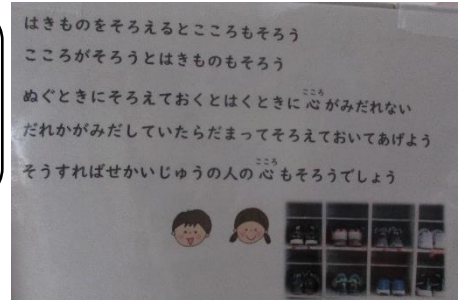 はきものをそろえるとこころもそろう
こころがそろうとはきものもそろう
ぬぐときにそろえておくとはくときに心がみだれない
だれかがみだしていたらだまってそろえておいてあげよう
そうすればせかいじゅうの人の心もそろうでしょう